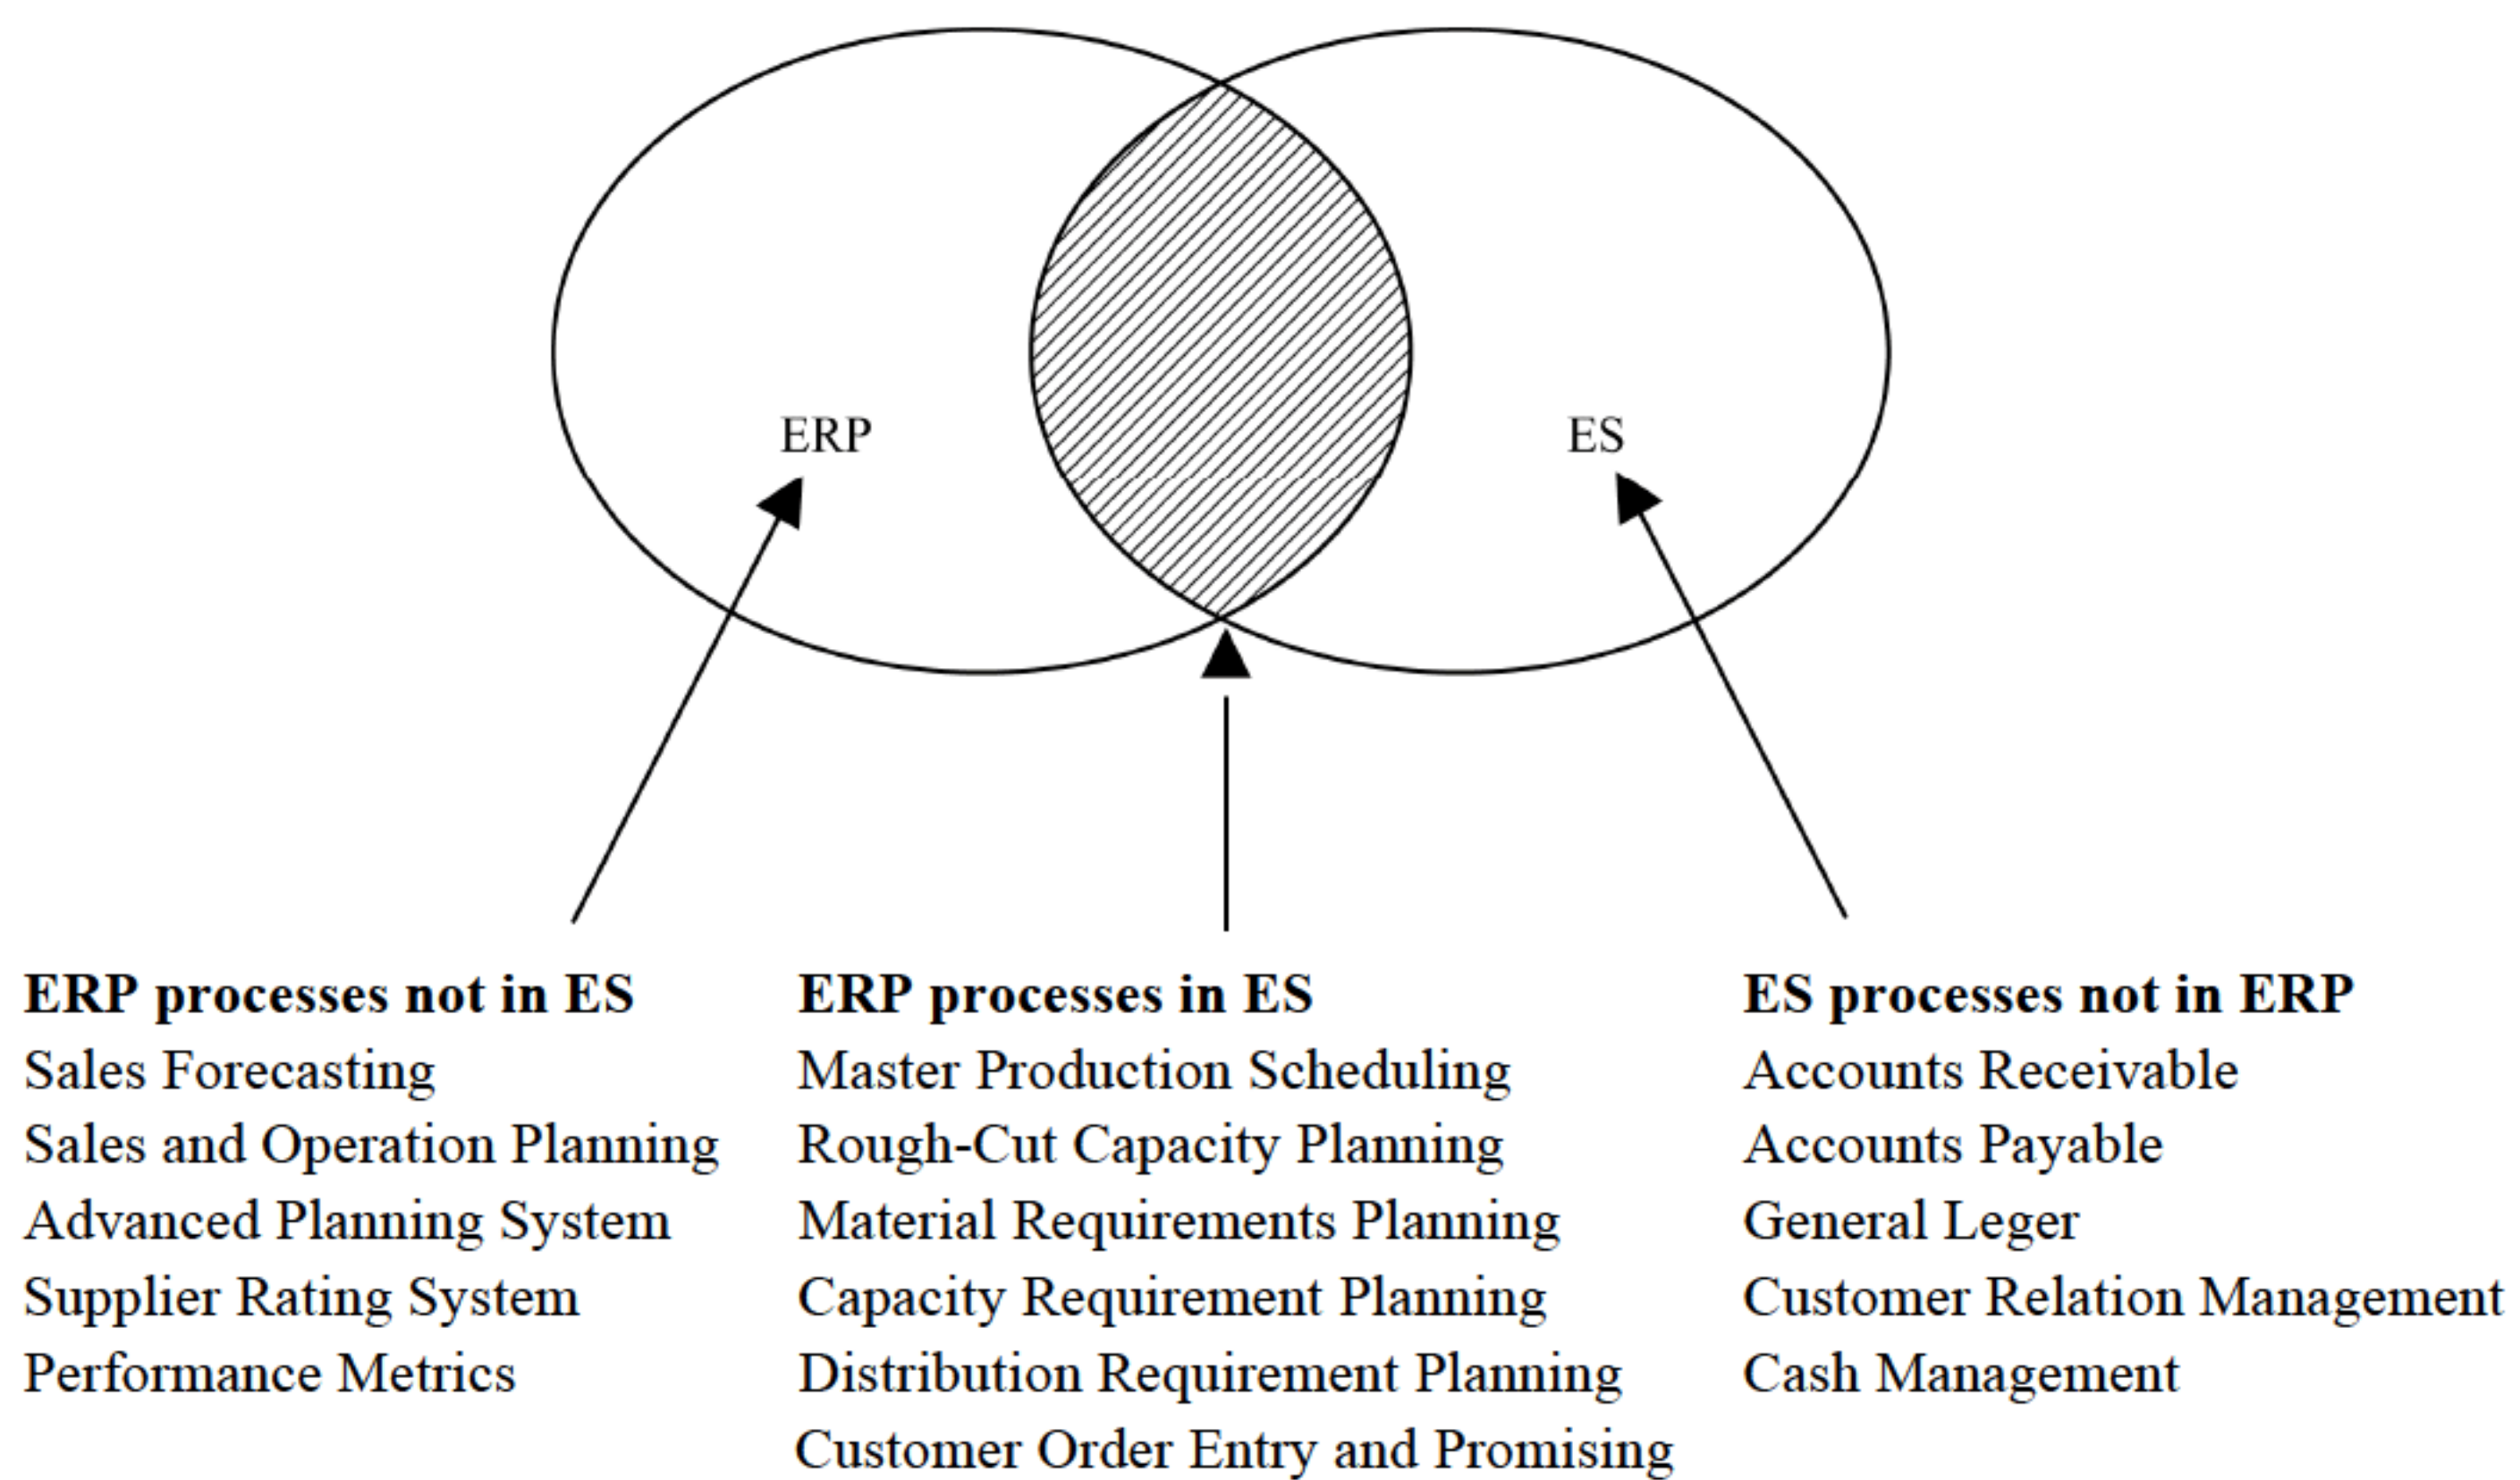 ERP
ES
ERP processes not in ES
Sales Forecasting
Sales and Operation Planning
Advanced Planning System
Supplier Rating System
Performance Metrics
ERP processes in ES
Master Production Scheduling
Rough-Cut Capacity Planning
Material Requirements Planning
Capacity Requirement Planning
Distribution Requirement Planning
Customer Order Entry and Promising
ES processes not in ERP
Accounts Receivable
Accounts Payable
General Leger
Customer Relation Management
Cash Management